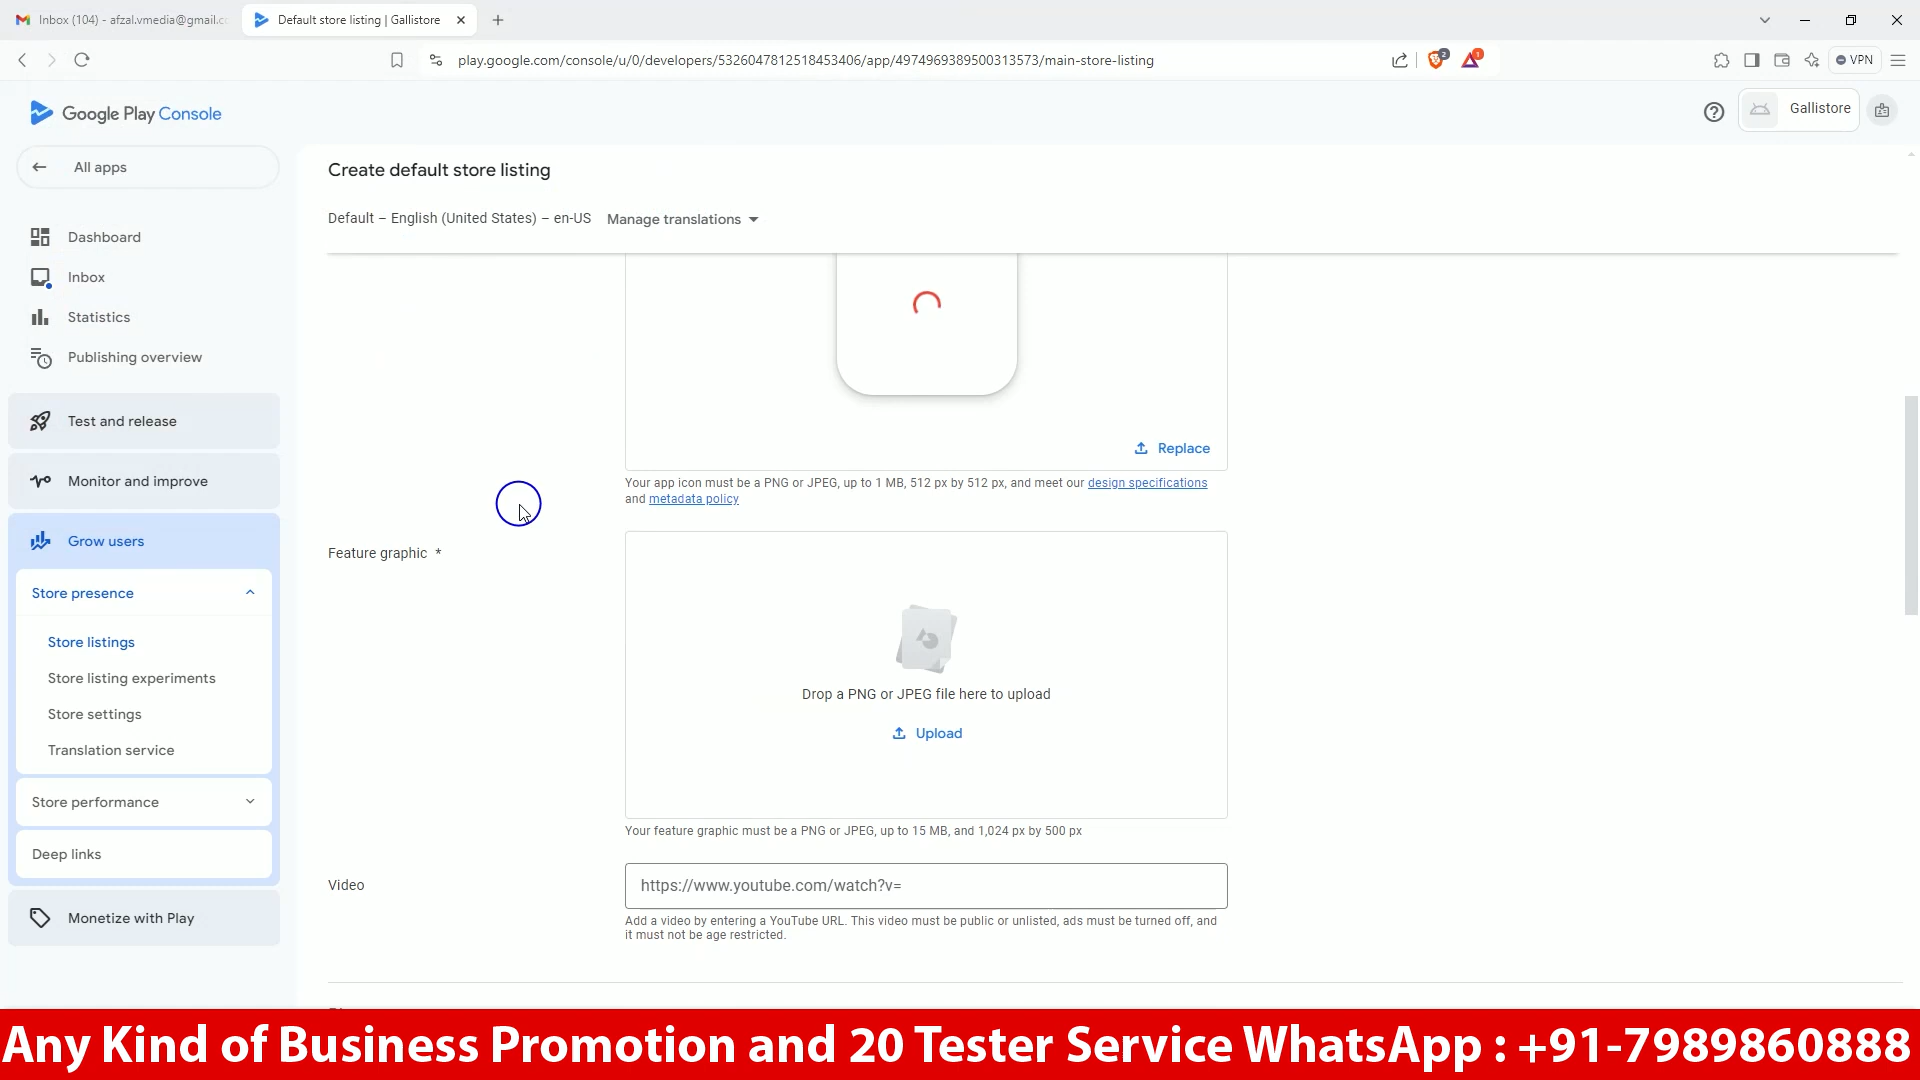 Inbox (104) - afzal.vmedia@gmail.c
Default store listing | Gallistore
play.google.com/console/u/0/developers/5326047812518453406/app/4974969389500313573/main-store-listing
2
1
VPN
Google Play Console
Gallistore
All apps
Create default store listing
Default – English (United States) – en-US
Manage translations
Dashboard
Inbox
Statistics
Publishing overview
Test and release
Monitor and improve
Grow users
Store presence
Store listings
Store listing experiments
Store settings
Translation service
Store performance
Deep links
Monetize with Play
Replace
Your app icon must be a PNG or JPEG, up to 1 MB, 512 px by 512 px, and meet our design specifications
and metadata policy
Feature graphic *
Drop a PNG or JPEG file here to upload
Upload
Your feature graphic must be a PNG or JPEG, up to 15 MB, and 1,024 px by 500 px
Video
https://www.youtube.com/watch?v=
Add a video by entering a YouTube URL. This video must be public or unlisted, ads must be turned off, and
it must not be age restricted.
Any Kind of Business Promotion and 20 Tester Service WhatsApp : +91-7989860888